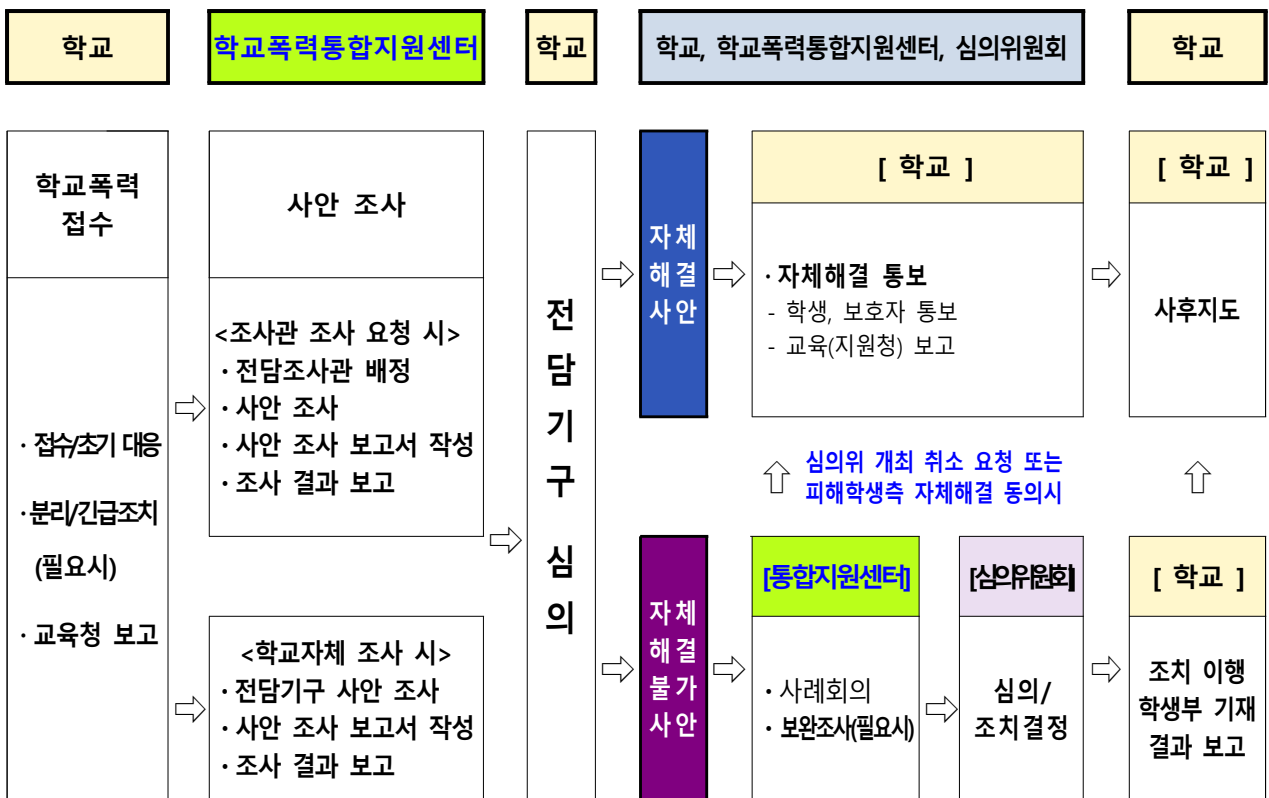 학교
학교폭력통합지원센터
학교
학교, 학교폭력통합지원센터, 심의위원회
학교
학교폭력
접수
· 접수/초기 대응
·분리/긴급조치
(필요시)
· 교육청 보고
사안 조사
<조사관 조사 요청 시>
· 전담조사관 배정
· 사안 조사
· 사안 조사 보고서 작성
· 조사 결과 보고
<학교자체 조사 시>
· 전담기구 사안 조사
· 사안 조사 보고서 작성
· 조사 결과 보고
전
담
기
구
심
의
자체
해결
사안
[ 학교 ]
· 자체해결 통보
- 학생, 보호자 통보
- 교육(지원청) 보고
[ 학교 ]
사후지도
심의위 개최 취소 요청 또는
피해학생측 자체해결 동의시
자체
해결
불가
사안
[통합지원센터]
· 사례회의
· 보완조사(필요시)
[심의위원회]
심의/
조치결정
[ 학교 ]
조치 이행
학생부 기재
결과 보고